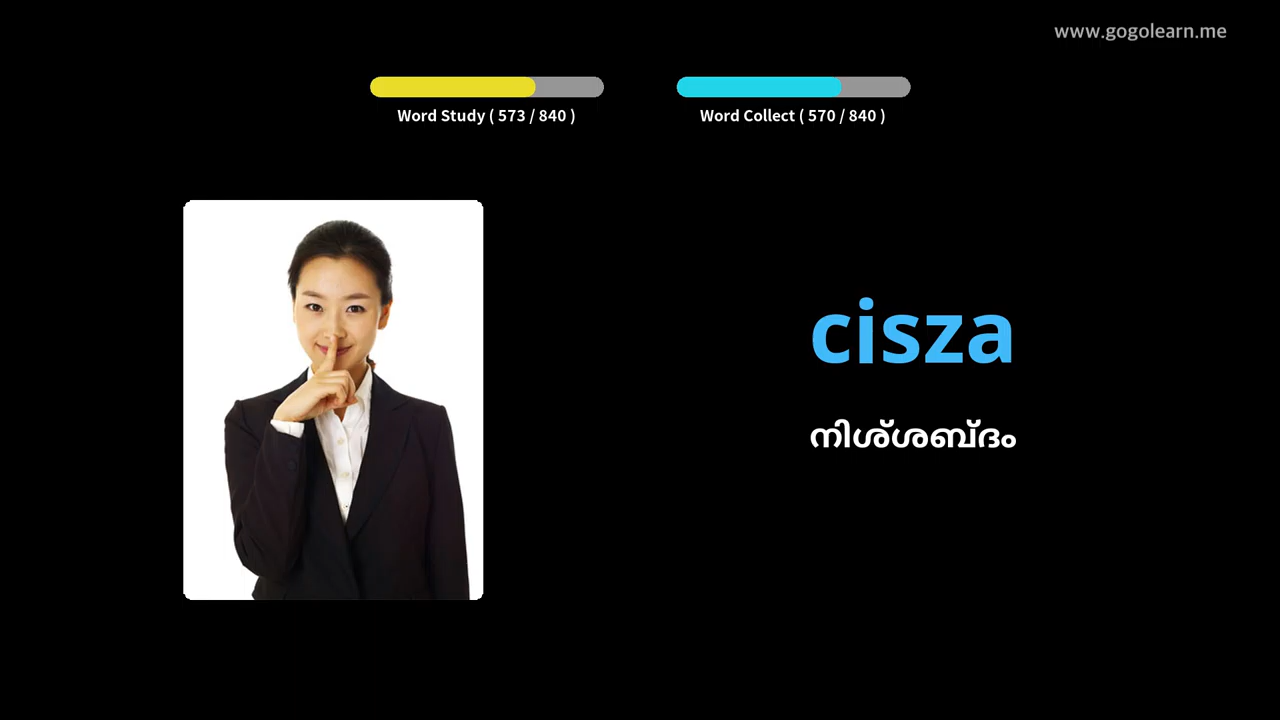 www.gogolearn.me
Word Study ( 573 / 840 )
Word Collect ( 570 / 840 )
cisza
നിശ്ശബ്ദം